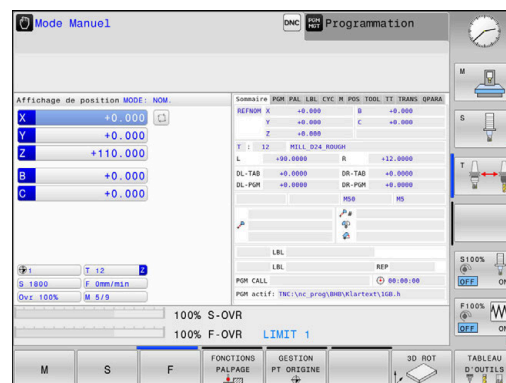 Mode Manuel
DNC
PGM MGT
Programmation
Affichage de position MODE: NOM.
X +0.000
Y +0.000
Z +110.000
B +0.000
C +0.000
1 T 12 Z
S 1800 F 0mm/min
Ovr 100% M 5/9
Sommaire PGM PAL LBL CYC M POS TOOL TT TRANS QPARA
REFNOM X +0.000 B +0.000
Y +0.000 C +0.000
Z +0.000
T : 12 MILL_D24_ROUGH
L +90.0000 R +12.0000
DL-TAB +0.0000 DR-TAB +0.0000
DL-PGM +0.0000 DR-PGM +0.0000
M50 M5
LBL
LBL REP
PGM CALL 00:00:00
PGM actif: TNC:\nc_prog\BHB\Klartext\1GB.h
100% S-OVR
100% F-OVR LIMIT 1
M
S
F
FONCTIONS PALPAGE
GESTION PT ORIGINE
3D ROT
TABLEAU D'OUTILS
M
S
T
S100%
OFF ON
F100%
OFF ON